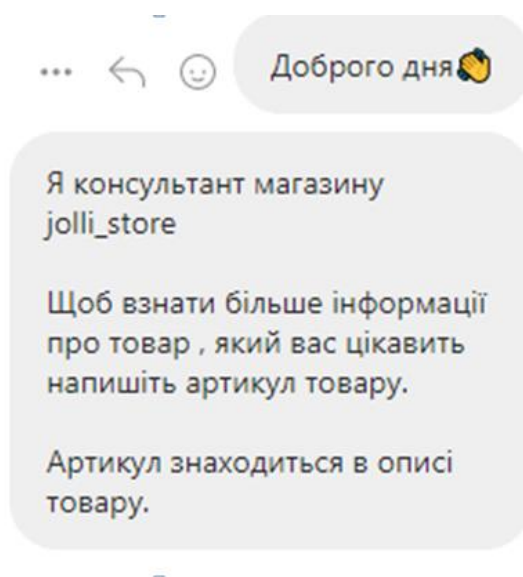 Доброго дня👏
Я консультант магазину
jolli_store
Щоб взнати більше інформації
про товар , який вас цікавить
напишіть артикул товару.
Артикул знаходиться в описі
товару.